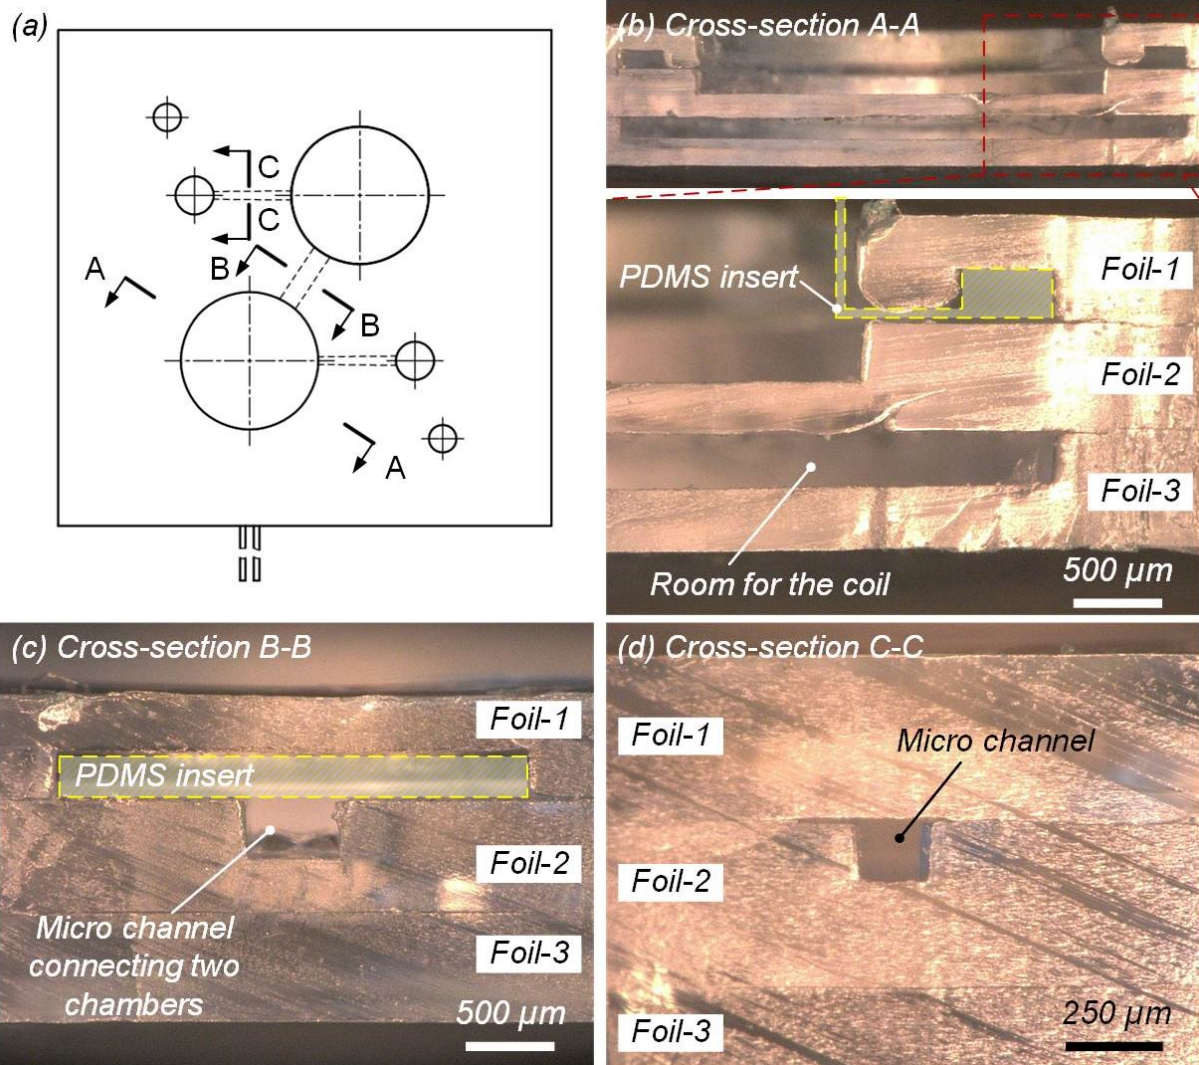 (a)
C
C
B
A
B
A
(b) Cross-section A-A
PDMS insert
Foil-1
Foil-2
Foil-3
Room for the coil
500 µm
(c) Cross-section B-B
Foil-1
PDMS insert
Foil-2
Micro channel
connecting two
chambers
Foil-3
500 µm
(d) Cross-section C-C
Foil-1
Micro channel
Foil-2
Foil-3
250 µm